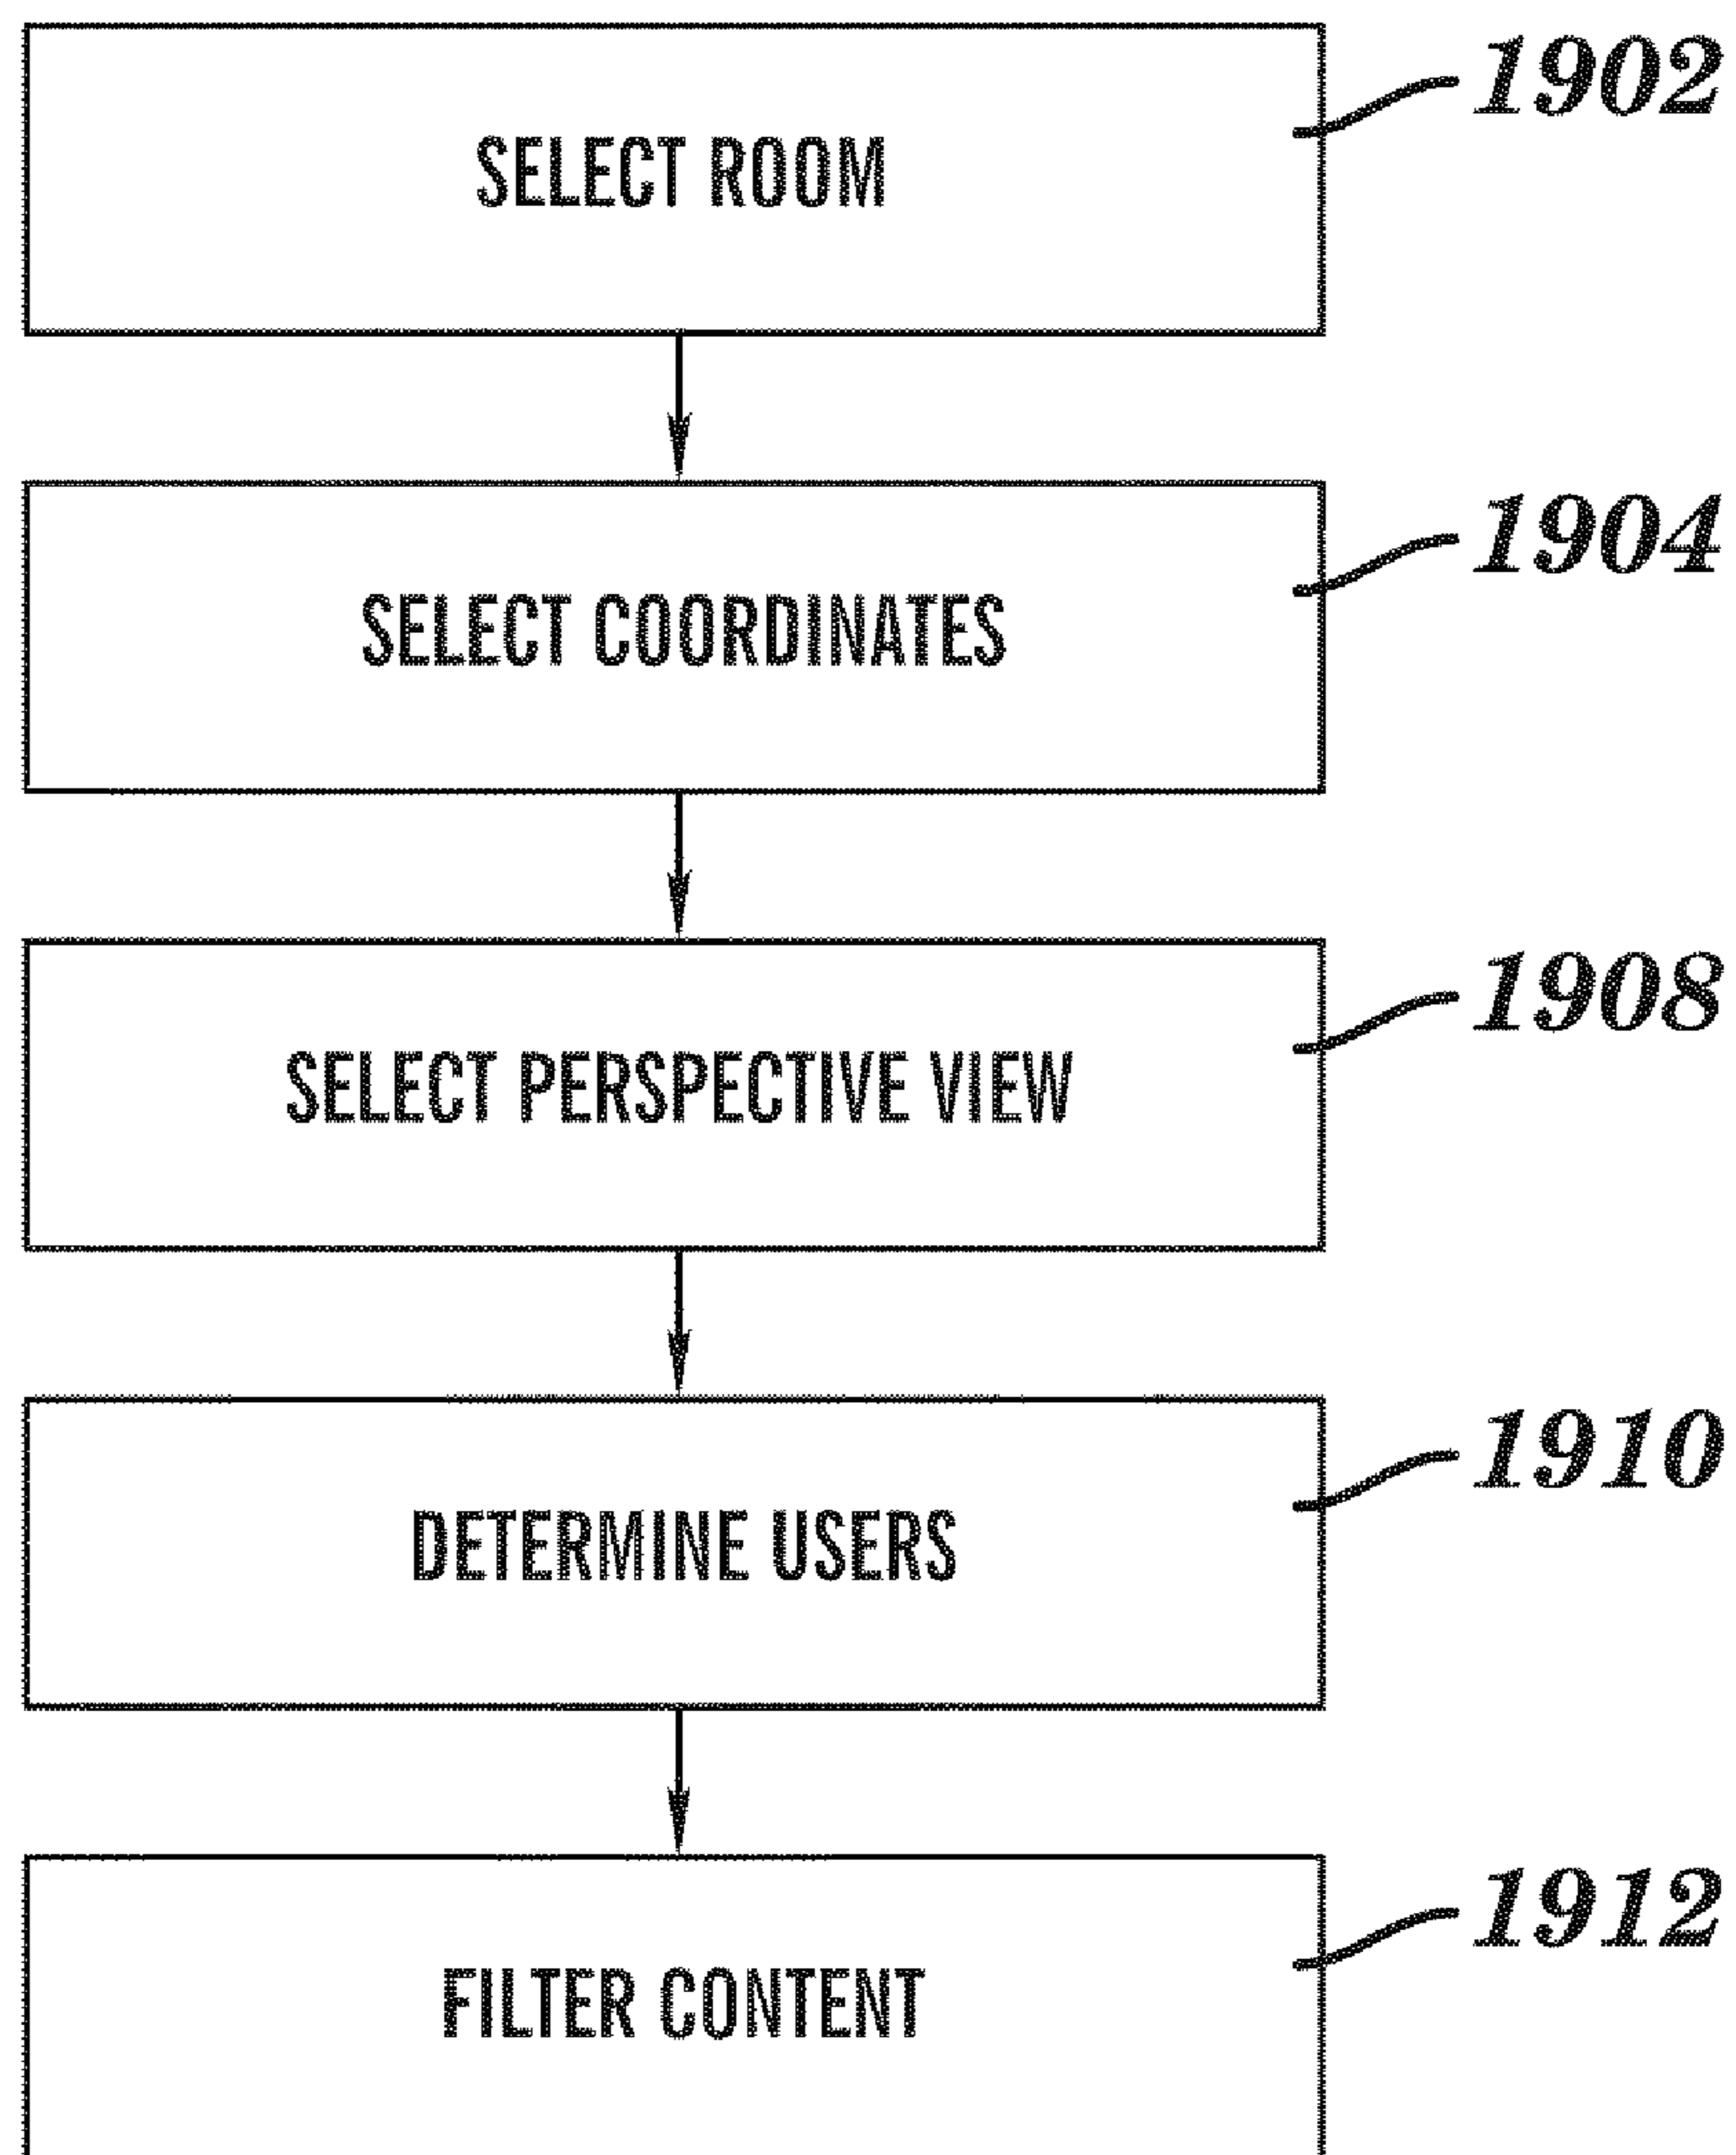 SELECT ROOM
1902
SELECT COORDINATES
1904
SELECT PERSPECTIVE VIEW
1908
DETERMINE USERS
1910
FILTER CONTENT
1912